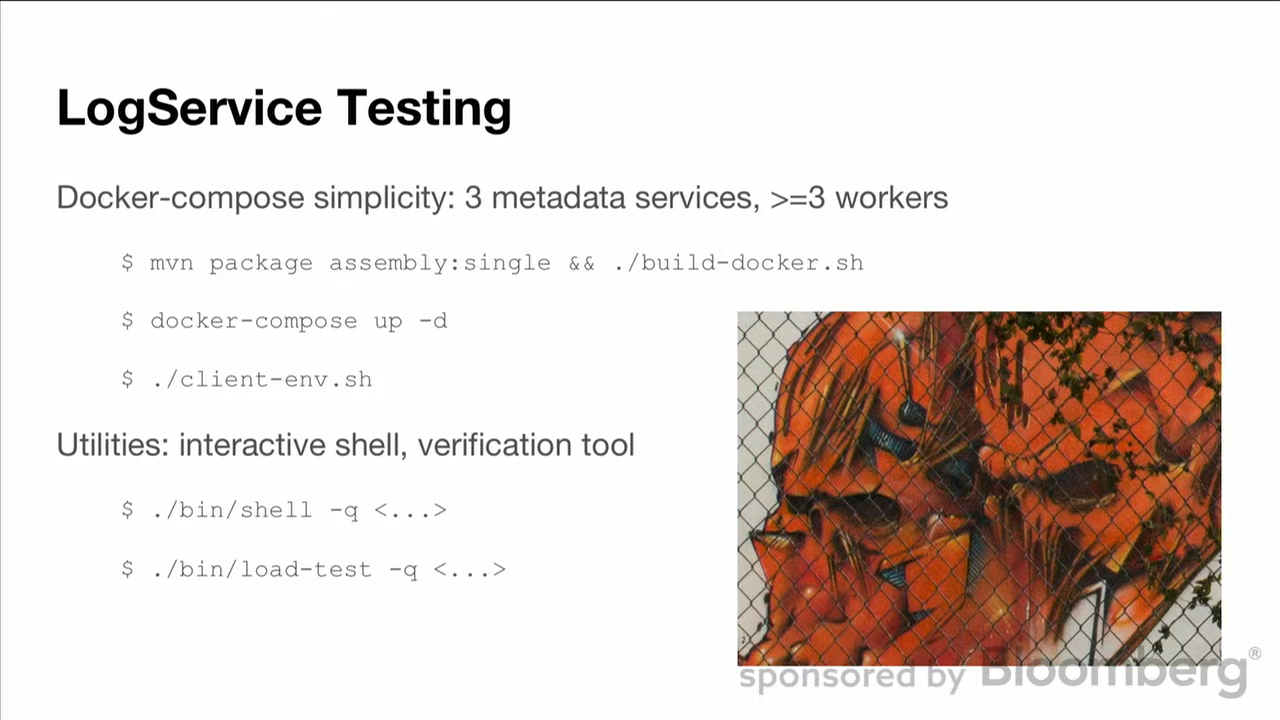 LogService Testing
Docker-compose simplicity: 3 metadata services, >=3 workers
$ mvn package assembly:single && ./build-docker.sh
$ docker-compose up -d
$ ./client-env.sh
Utilities: interactive shell, verification tool
$ ./bin/shell -q <...>
$ ./bin/load-test -q <...>
sponsored by Bloomberg®